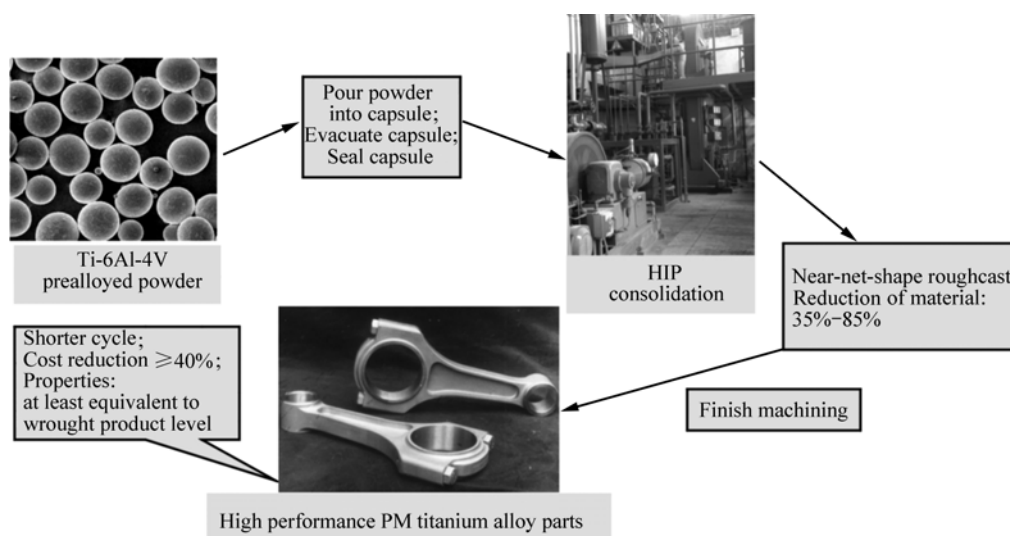 Ti-6Al-4V
prealloyed powder
Pour powder
into capsule;
Evacuate capsule;
Seal capsule
HIP
consolidation
Near-net-shape roughcast
Reduction of material:
35%−85%
Finish machining
Shorter cycle;
Cost reduction ≥40%;
Properties:
at least equivalent to
wrought product level
High performance PM titanium alloy parts